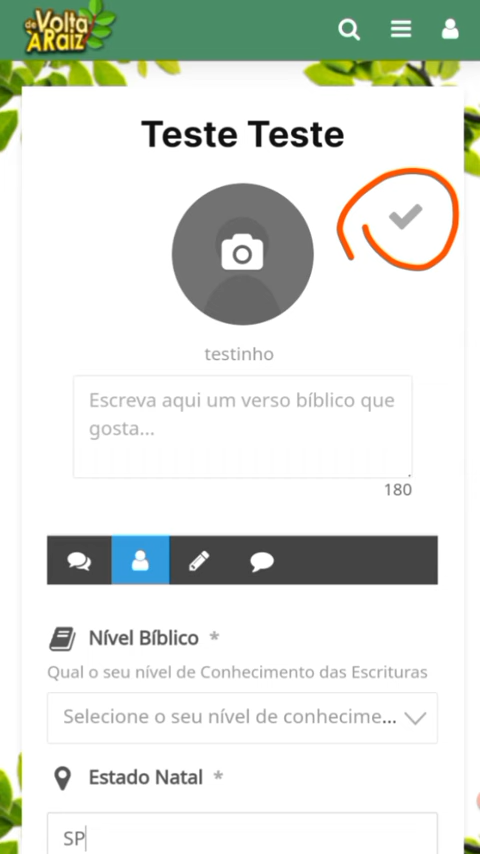 de Volta
A Raiz
Teste Teste
testinho
Escreva aqui um verso bíblico que
gosta...
180
Nível Bíblico *
Qual o seu nível de Conhecimento das Escrituras
Selecione o seu nível de conhecime...
Estado Natal *
SP